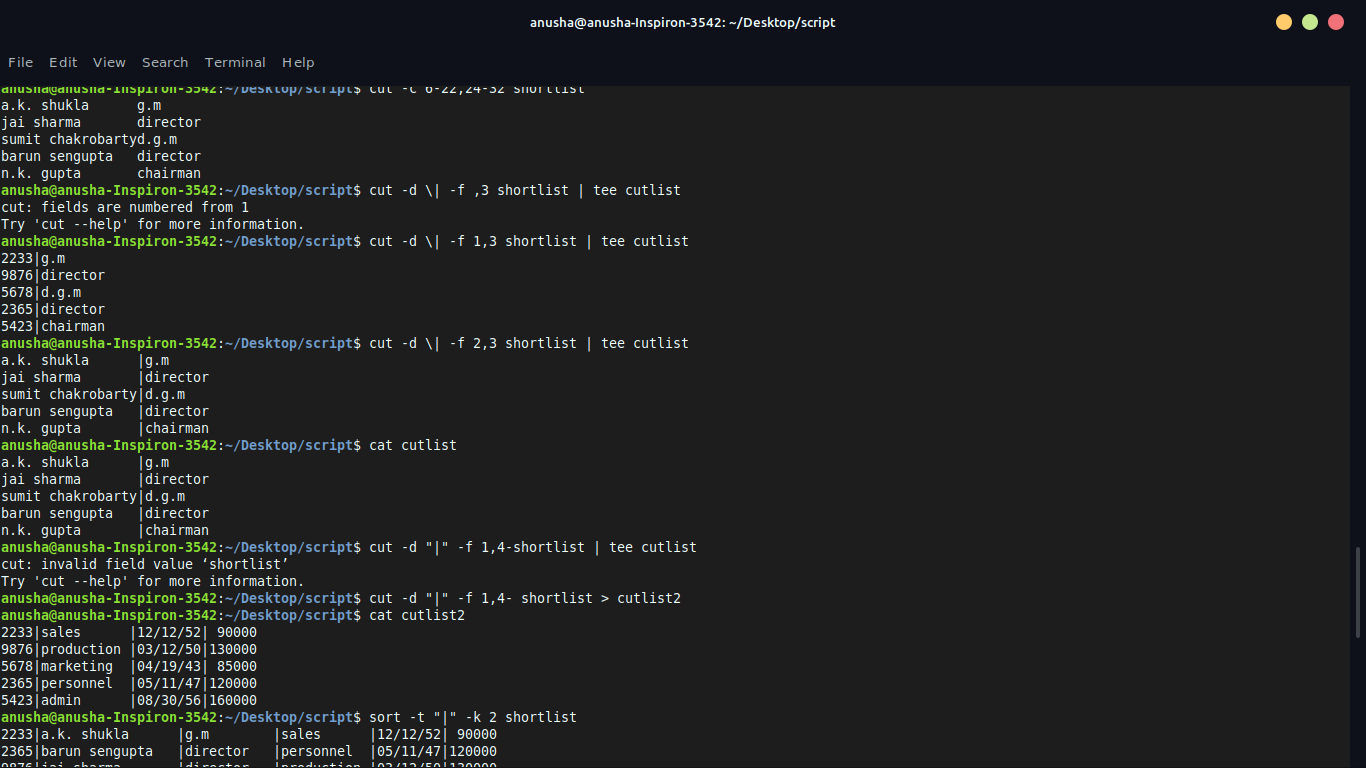 anusha@anusha-Inspiron-3542: ~/Desktop/script
File Edit View Search Terminal Help
anusha@anusha-Inspiron-3542:~/Desktop/script$ cut -c 6-22,24-32 shortlist
a.k. shukla      g.m
jai sharma       director
sumit chakrobartyd.g.m
barun sengupta   director
n.k. gupta       chairman
anusha@anusha-Inspiron-3542:~/Desktop/script$ cut -d \| -f ,3 shortlist | tee cutlist
cut: fields are numbered from 1
Try 'cut --help' for more information.
anusha@anusha-Inspiron-3542:~/Desktop/script$ cut -d \| -f 1,3 shortlist | tee cutlist
2233|g.m
9876|director
5678|d.g.m
2365|director
5423|chairman
anusha@anusha-Inspiron-3542:~/Desktop/script$ cut -d \| -f 2,3 shortlist | tee cutlist
a.k. shukla      |g.m
jai sharma       |director
sumit chakrobarty|d.g.m
barun sengupta   |director
n.k. gupta       |chairman
anusha@anusha-Inspiron-3542:~/Desktop/script$ cat cutlist
a.k. shukla      |g.m
jai sharma       |director
sumit chakrobarty|d.g.m
barun sengupta   |director
n.k. gupta       |chairman
anusha@anusha-Inspiron-3542:~/Desktop/script$ cut -d "|" -f 1,4-shortlist | tee cutlist
cut: invalid field value ‘shortlist’
Try 'cut --help' for more information.
anusha@anusha-Inspiron-3542:~/Desktop/script$ cut -d "|" -f 1,4- shortlist > cutlist2
anusha@anusha-Inspiron-3542:~/Desktop/script$ cat cutlist2
2233|sales      |12/12/52| 90000
9876|production |03/12/50|130000
5678|marketing  |04/19/43| 85000
2365|personnel  |05/11/47|120000
5423|admin      |08/30/56|160000
anusha@anusha-Inspiron-3542:~/Desktop/script$ sort -t "|" -k 2 shortlist
2233|a.k. shukla      |g.m        |sales      |12/12/52| 90000
2365|barun sengupta   |director   |personnel  |05/11/47|120000
9876|jai sharma       |director   |production |03/12/50|130000